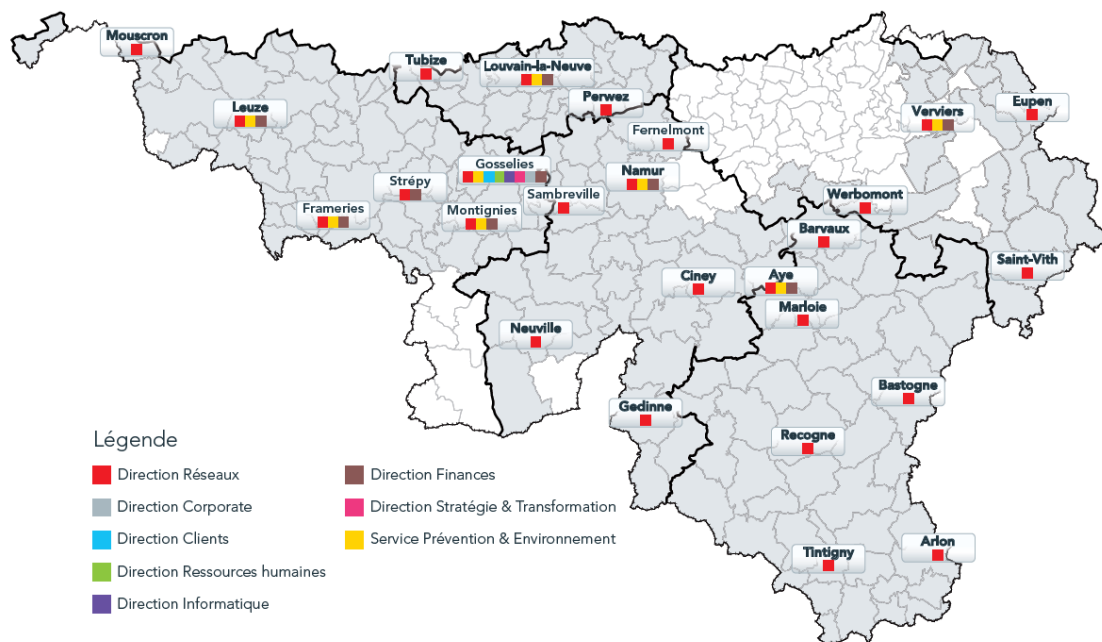 Mouscron
Tubize
Louvain-la-Neuve
Perwez
Leuze
Verviers
Eupen
Fernelmont
Gosselies
Strépy
Namur
Sambreville
Frameries
Montignies
Werbomont
Barvaux
Saint-Vith
Ciney
Aye
Marloie
Neuville
Bastogne
Gedinne
Recogne
Arlon
Tintigny
Légende
Direction Réseaux
Direction Corporate
Direction Clients
Direction Ressources humaines
Direction Informatique
Direction Finances
Direction Stratégie & Transformation
Service Prévention & Environnement